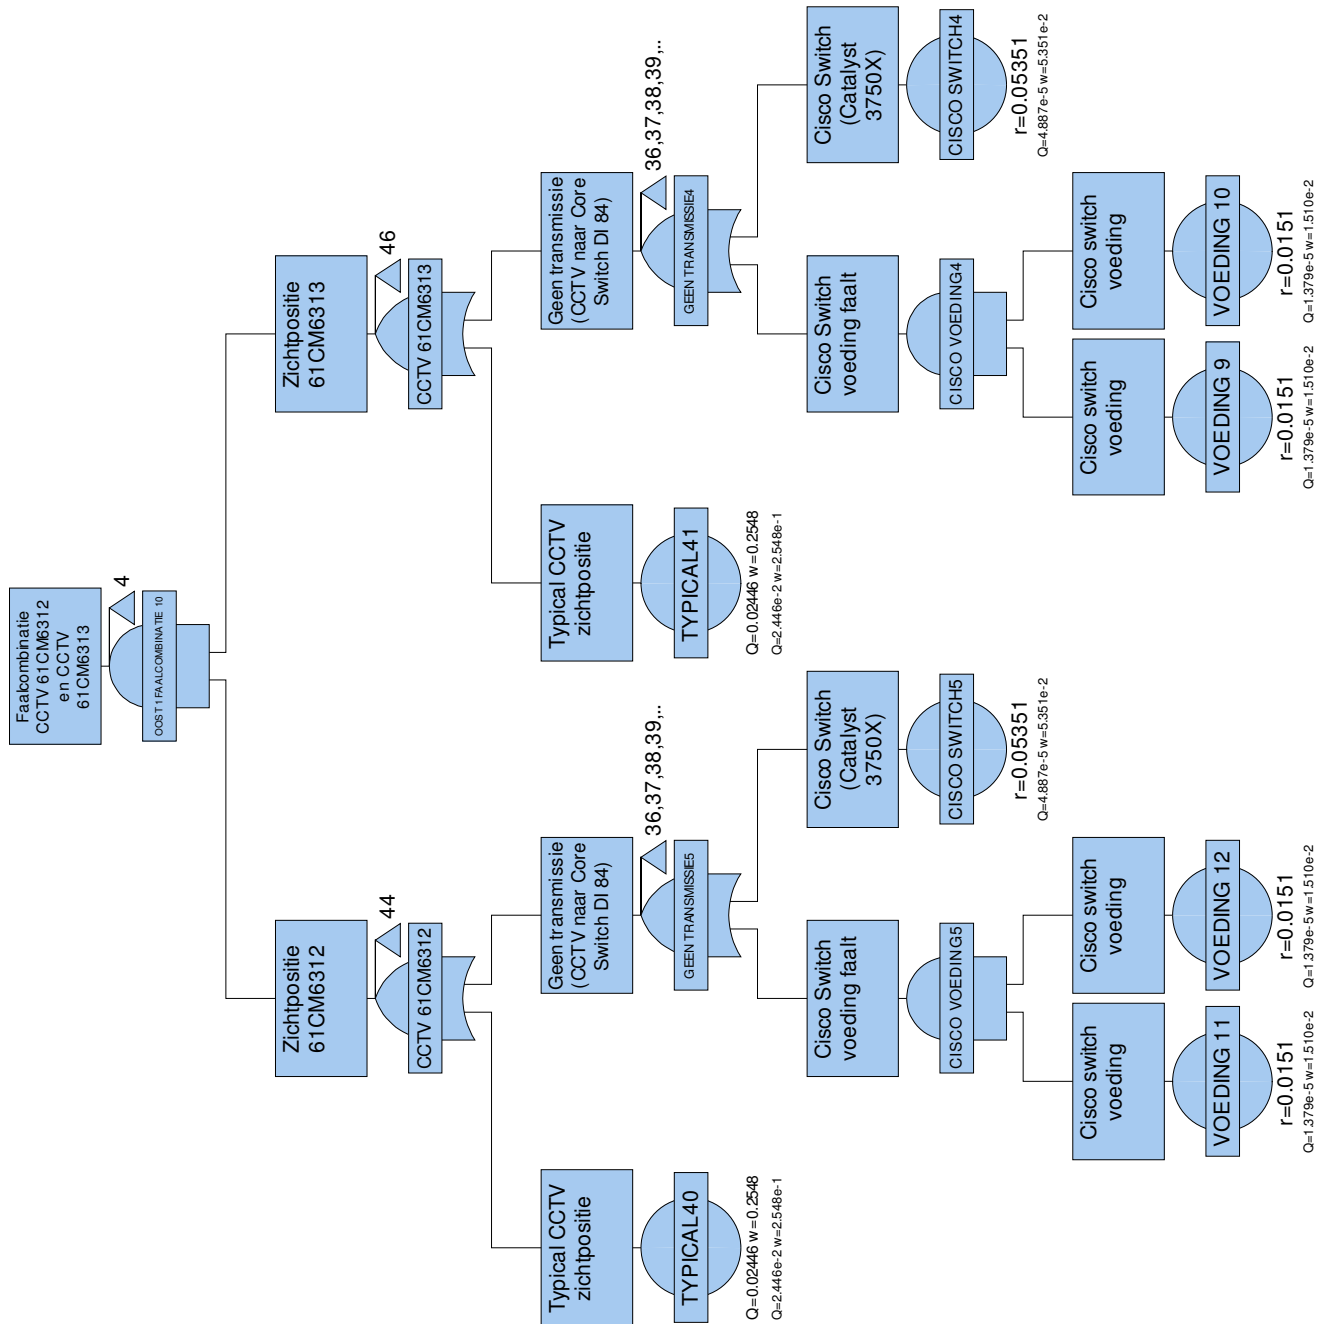 Faalcombinatie
CCTV 61CM6312
en CCTV
61CM6313
4
OOST 1 FAALCOMBINATIE 10
Zichtpositie
61CM6312
44
CCTV 61CM6312
Zichtpositie
61CM6313
46
CCTV 61CM6313
Typical CCTV
zichtpositie
TYPICAL40
Q=0.02446 w=0.2548
Q=2.446e-2 w=2.548e-1
Geen transmissie
(CCTV naar Core
Switch DI 84)
36,37,38,39,..
GEEN TRANSMISSIE5
Typical CCTV
zichtpositie
TYPICAL41
Q=0.02446 w=0.2548
Q=2.446e-2 w=2.548e-1
Geen transmissie
(CCTV naar Core
Switch DI 84)
36,37,38,39,..
GEEN TRANSMISSIE4
Cisco Switch
voeding faalt
CISCO VOEDING5
Cisco Switch
(Catalyst
3750X)
CISCO SWITCH5
r=0.05351
Q=4.887e-5 w=5.351e-2
Cisco Switch
voeding faalt
CISCO VOEDING4
Cisco Switch
(Catalyst
3750X)
CISCO SWITCH4
r=0.05351
Q=4.887e-5 w=5.351e-2
Cisco switch
voeding
VOEDING 11
r=0.0151
Q=1.379e-5 w=1.510e-2
Cisco switch
voeding
VOEDING 12
r=0.0151
Q=1.379e-5 w=1.510e-2
Cisco switch
voeding
VOEDING 9
r=0.0151
Q=1.379e-5 w=1.510e-2
Cisco switch
voeding
VOEDING 10
r=0.0151
Q=1.379e-5 w=1.510e-2